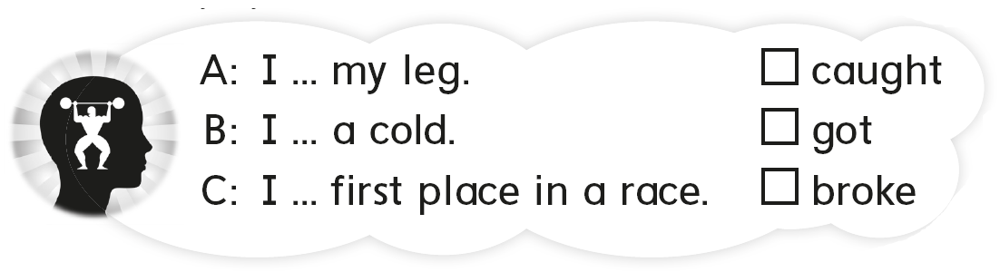 A: I ... my leg. ☐ caught
B: I ... a cold. ☐ got
C: I ... first place in a race. ☐ broke